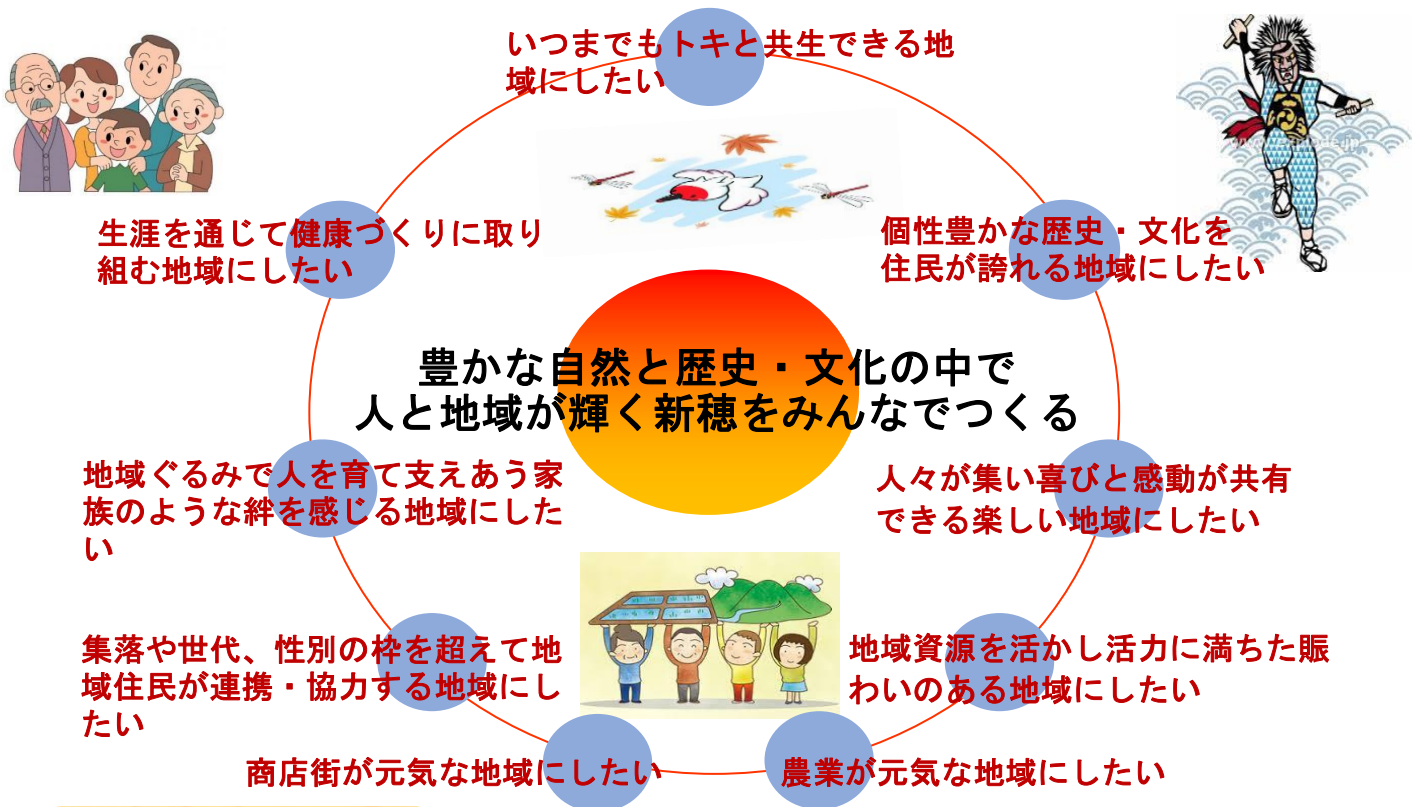 いつまでもトキと共生できる地
域にしたい
生涯を通じて健康づくりに取り
組む地域にしたい
個性豊かな歴史・文化を
住民が誇れる地域にしたい
豊かな自然と歴史・文化の中で
人と地域が輝く新穂をみんなでつくる
地域ぐるみで人を育て支えあう家
族のような絆を感じる地域にした
い
人々が集い喜びと感動が共有
できる楽しい地域にしたい
集落や世代、性別の枠を超えて地
域住民が連携・協力する地域にし
たい
地域資源を活かし活力に満ちた賑
わいのある地域にしたい
商店街が元気な地域にしたい
農業が元気な地域にしたい